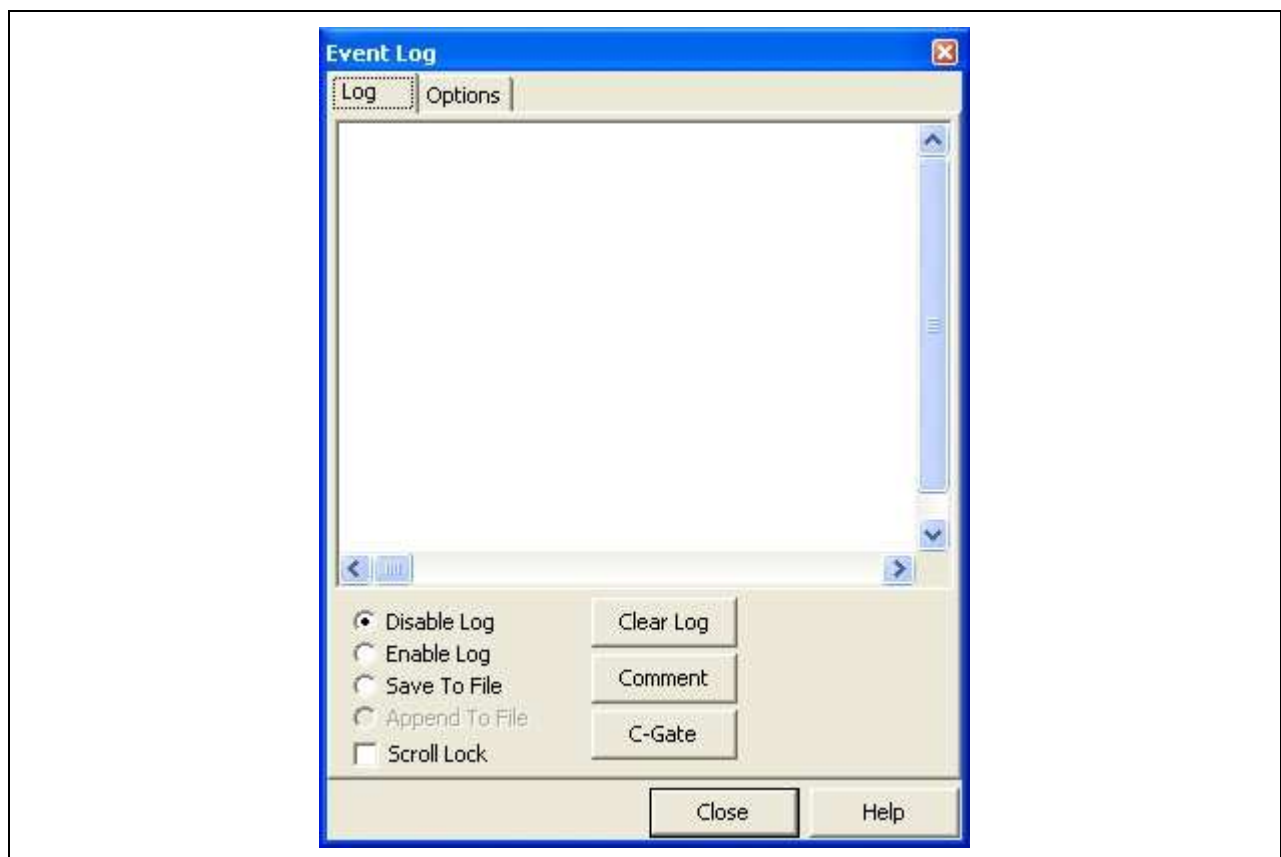 Event Log
Log Options
Disable Log
Enable Log
Save To File
Append To File
Scroll Lock
Clear Log
Comment
C-Gate
Close Help